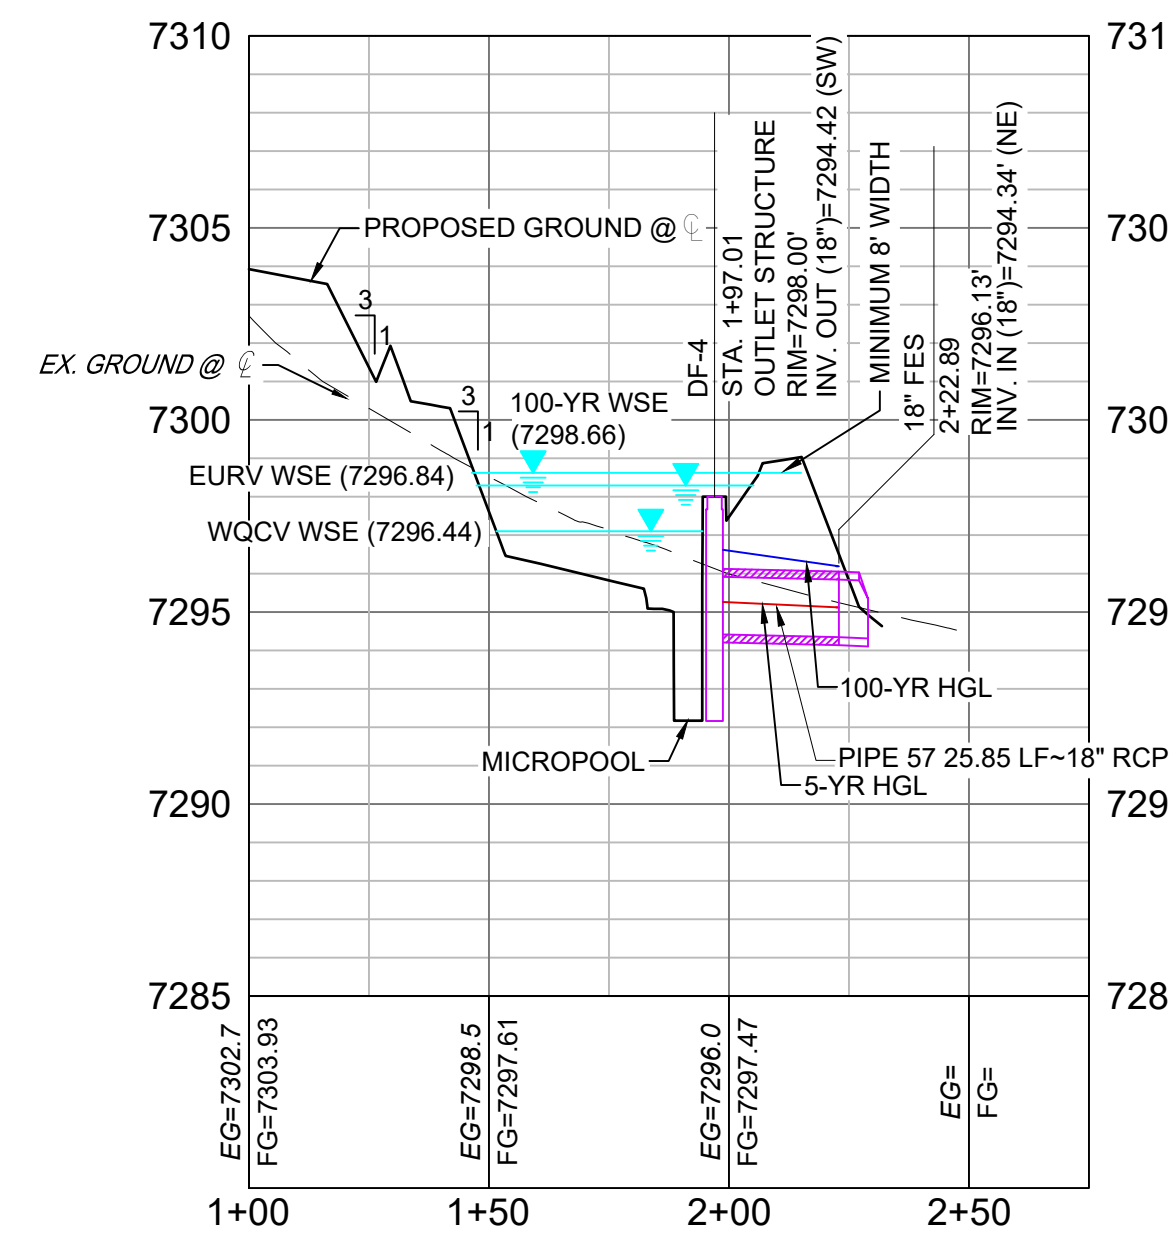 7310
7305
7300
7295
7290
7285
731
730
730
729
729
728
PROPOSED GROUND @ ℄
EX. GROUND @ ℄
3
1
3
1
100-YR WSE
(7298.66)
EURV WSE (7296.84)
WQCV WSE (7296.44)
DF-4
STA. 1+97.01
OUTLET STRUCTURE
RIM=7298.00'
INV. OUT (18")=7294.42 (SW)
MINIMUM 8' WIDTH
18" FES
2+22.89
RIM=7296.13'
INV. IN (18")=7294.34' (NE)
100-YR HGL
PIPE 57 25.85 LF~18" RCP
5-YR HGL
MICROPOOL
EG=7302.7
FG=7303.93
EG=7298.5
FG=7297.61
EG=7296.0
FG=7297.47
EG=
FG=
1+00
1+50
2+00
2+50